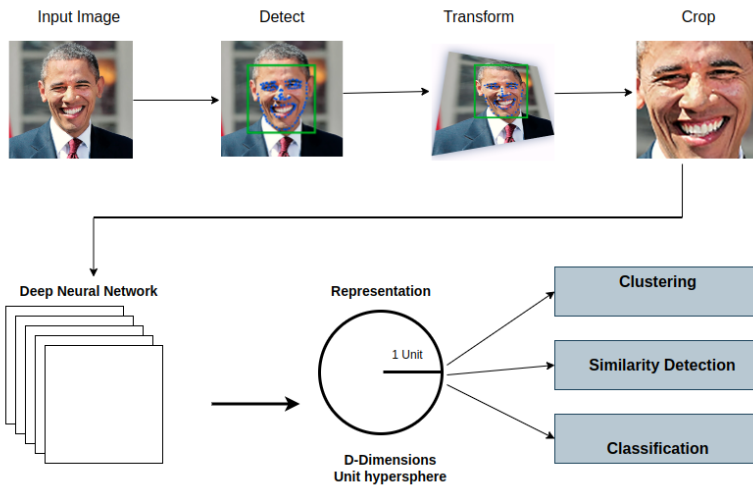 Input Image
Detect
Transform
Crop
Deep Neural Network
Representation
1 Unit
D-Dimensions
Unit hypersphere
Clustering
Similarity Detection
Classification